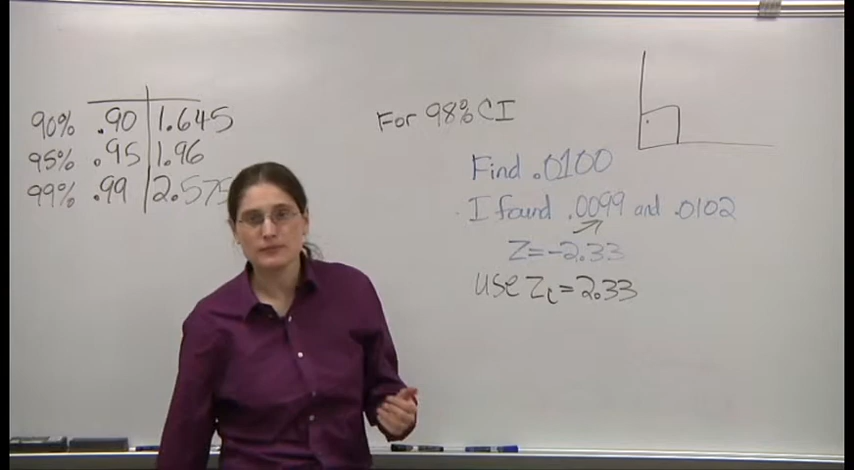 90% .90 1.645
95% .95 1.96
99% .99 2.575
For 98% CI
Find .0100
I found .0099 and .0102
Z=-2.33
use Zc=2.33